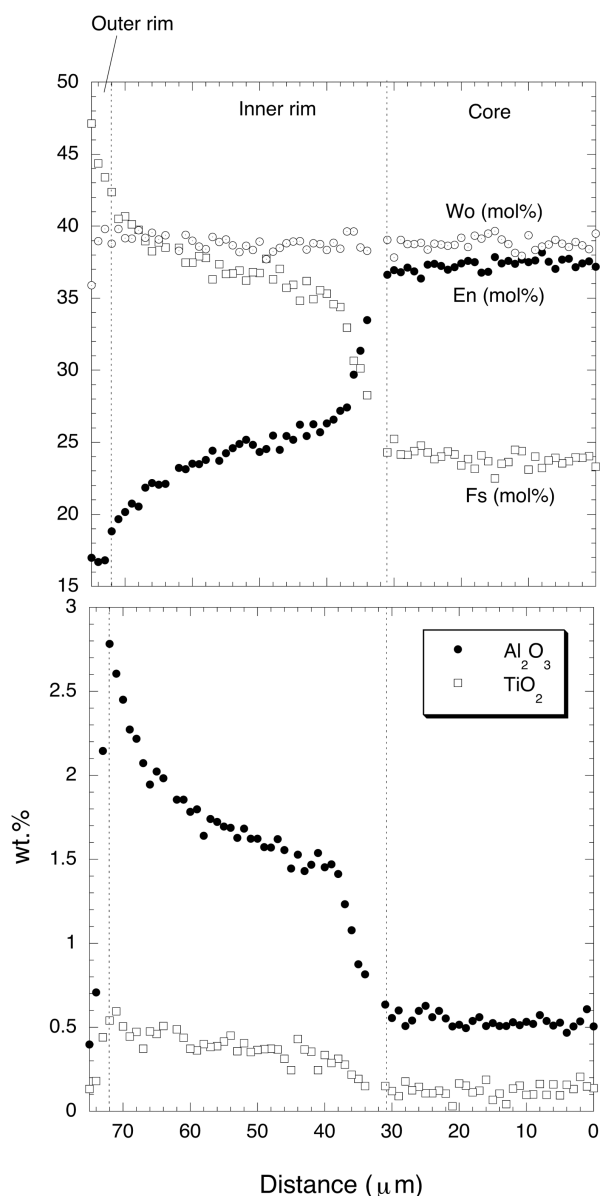 Outer rim
50
Inner rim
Core
45
Wo (mol%)
40
En (mol%)
35
30
25
Fs (mol%)
20
15
3
Al2O3
TiO2
2.5
2
wt.%
1.5
1
0.5
0
70 60 50 40 30 20 10 0
Distance (μm)